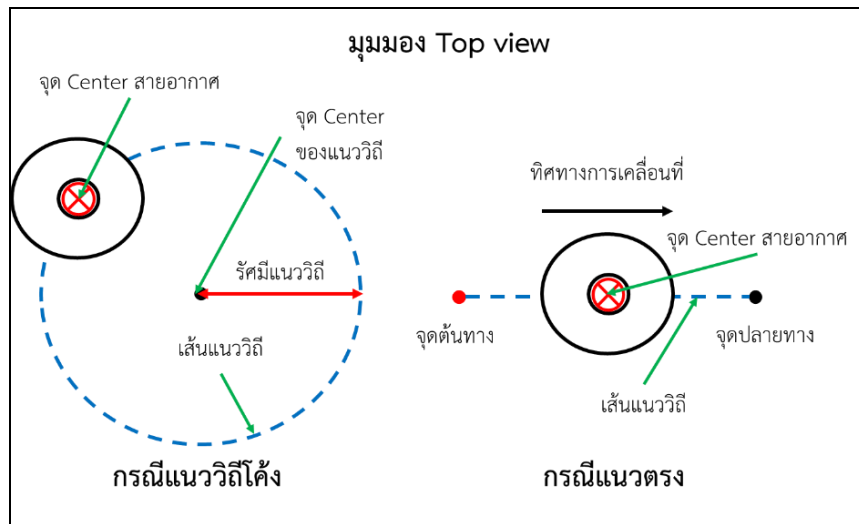 มุมมอง Top view
จุด Center สายอากาศ
จุด Center
ของแนววิถี
รัศมีแนววิถี
เส้นแนววิถี
กรณีแนววิถีโค้ง
ทิศทางการเคลื่อนที่
จุด Center สายอากาศ
จุดต้นทาง
จุดปลายทาง
เส้นแนววิถี
กรณีแนวตรง